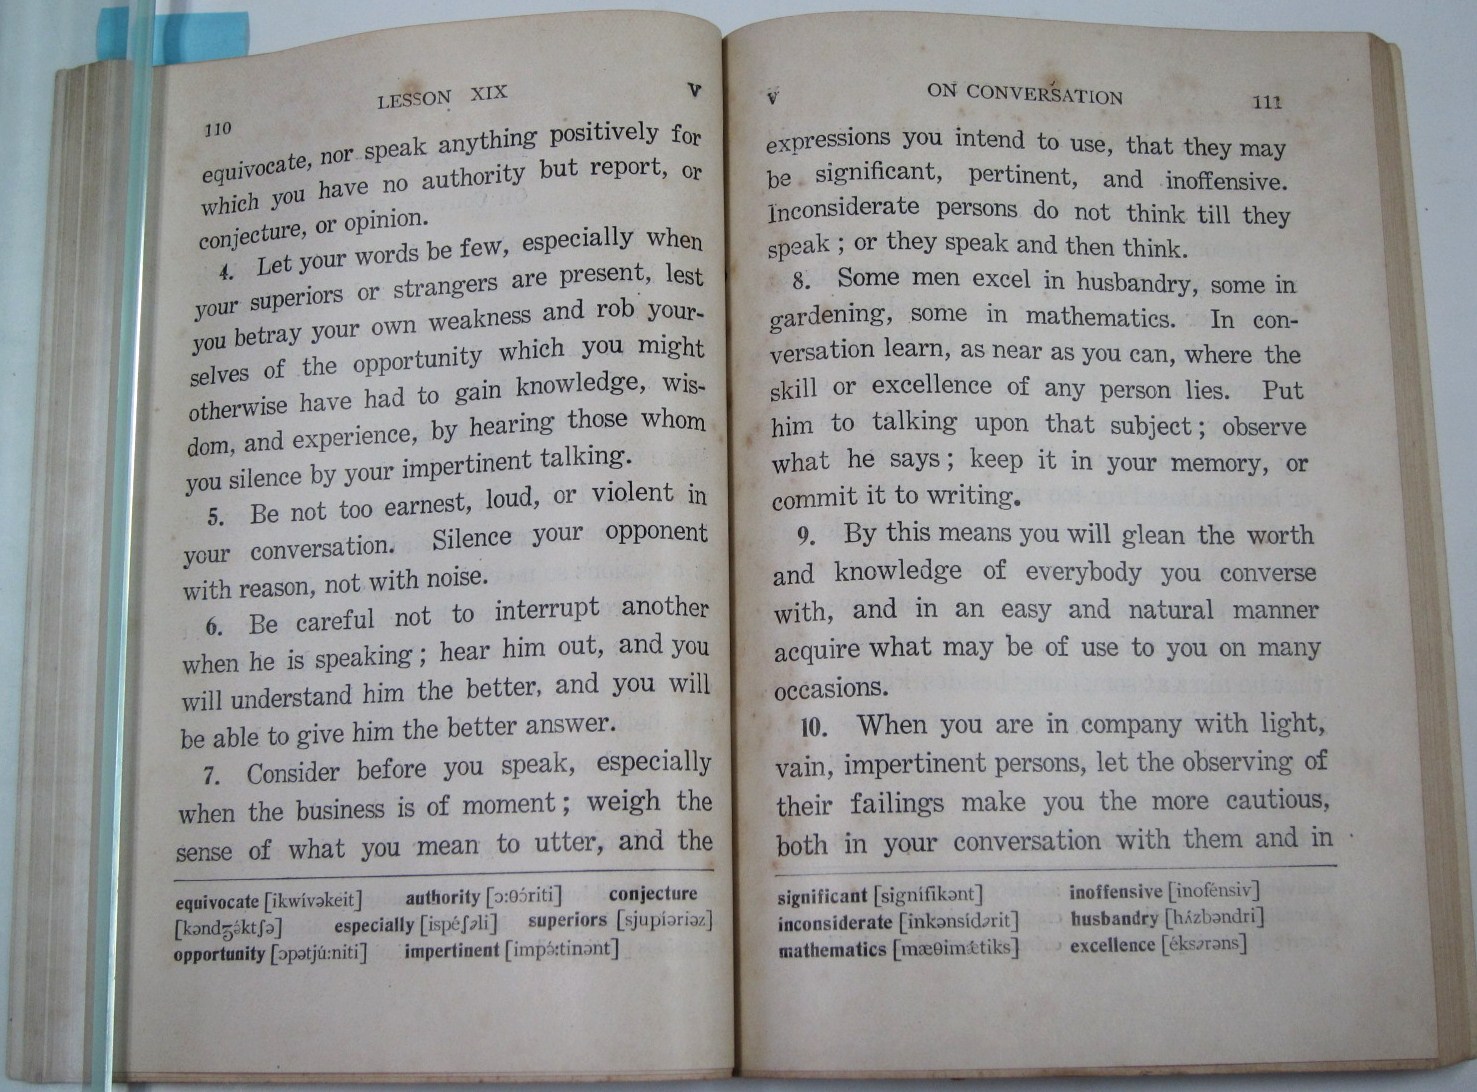 110
LESSON XIX
V
equivocate, nor speak anything positively for
which you have no authority but report, or
conjecture, or opinion.
4. Let your words be few, especially when
your superiors or strangers are present, lest
you betray your own weakness and rob your-
selves of the opportunity which you might
otherwise have had to gain knowledge, wis-
dom, and experience, by hearing those whom
you silence by your impertinent talking.
5. Be not too earnest, loud, or violent in
your conversation. Silence your opponent
with reason, not with noise.
6. Be careful not to interrupt another
when he is speaking; hear him out, and you
will understand him the better, and you will
be able to give him the better answer.
7. Consider before you speak, especially
when the business is of moment; weigh the
sense of what you mean to utter, and the
equivocate [ikwívəkeit] authority [ɔ:θɔ́riti] conjecture
[kəndʒéktʃə] especially [ispéʃəli] superiors [sjupíəriəz]
opportunity [ɔpətjú:niti] impertinent [impə́:tinənt]
V
ON CONVERSATION
111
expressions you intend to use, that they may
be significant, pertinent, and inoffensive.
Inconsiderate persons do not think till they
speak; or they speak and then think.
8. Some men excel in husbandry, some in
gardening, some in mathematics. In con-
versation learn, as near as you can, where the
skill or excellence of any person lies. Put
him to talking upon that subject; observe
what he says; keep it in your memory, or
commit it to writing.
9. By this means you will glean the worth
and knowledge of everybody you converse
with, and in an easy and natural manner
acquire what may be of use to you on many
occasions.
10. When you are in company with light,
vain, impertinent persons, let the observing of
their failings make you the more cautious,
both in your conversation with them and in
significant [signífikənt] inoffensive [inofénsiv]
inconsiderate [inkənsídərit] husbandry [hʌ́zbəndri]
mathematics [mæθimǽtiks] excellence [éksələns]